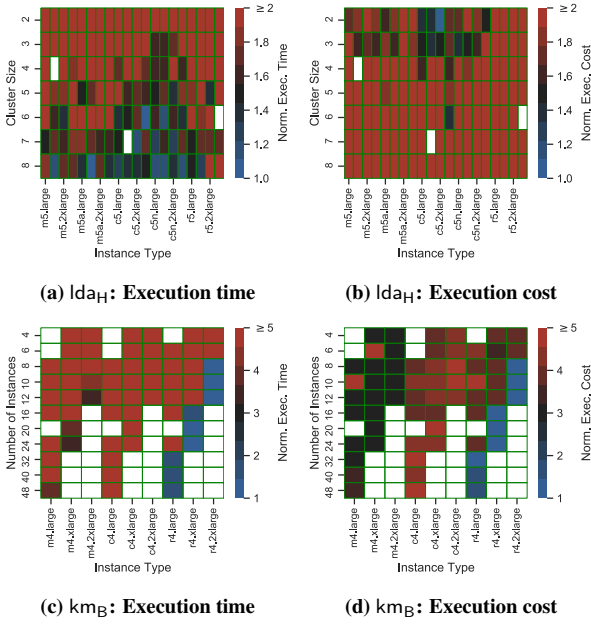 2
3
4
5
6
7
8
Cluster Size
m5.large
m5.2xlarge
m5a.large
m5a.2xlarge
c5.large
c5.2xlarge
c5n.large
c5n.2xlarge
r5.large
r5.2xlarge
Instance Type
≥ 2
1.8
1.6
1.4
1.2
1.0
Norm. Exec. Time
2
3
4
5
6
7
8
Cluster Size
m5.large
m5.2xlarge
m5a.large
m5a.2xlarge
c5.large
c5.2xlarge
c5n.large
c5n.2xlarge
r5.large
r5.2xlarge
Instance Type
≥ 2
1.8
1.6
1.4
1.2
1.0
Norm. Exec. Cost
(a) ldaH: Execution time
(b) ldaH: Execution cost
4
6
8
10
12
16
20
24
32
40
48
Number of Instances
m4.large
m4.xlarge
m4.2xlarge
c4.large
c4.xlarge
c4.2xlarge
r4.large
r4.xlarge
r4.2xlarge
Instance Type
≥ 5
4
3
2
1
Norm. Exec. Time
4
6
8
10
12
16
20
24
32
40
48
Number of Instances
m4.large
m4.xlarge
m4.2xlarge
c4.large
c4.xlarge
c4.2xlarge
r4.large
r4.xlarge
r4.2xlarge
Instance Type
≥ 5
4
3
2
1
Norm. Exec. Cost
(c) kmB: Execution time
(d) kmB: Execution cost